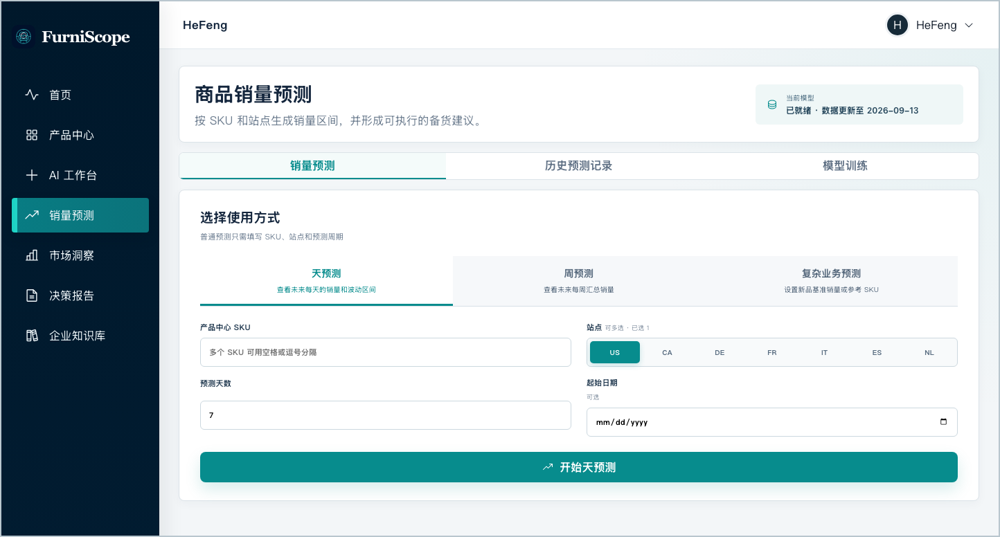 FurniScope
首页
产品中心
AI 工作台
销量预测
市场洞察
决策报告
企业知识库
HeFeng
H HeFeng
商品销量预测
按 SKU 和站点生成销量区间，并形成可执行的备货建议。
当前模型
已就绪 · 数据更新至 2026-09-13
销量预测 历史预测记录 模型训练
选择使用方式
普通预测只需填写 SKU、站点和预测周期
天预测 周预测 复杂业务预测
查看未来每天的销量和波动区间 查看未来每周汇总销量 设置新品基准销量或参考 SKU
产品中心 SKU
多个 SKU 可用空格或逗号分隔
站点 可多选 · 已选 1
US CA DE FR IT ES NL
预测天数
7
起始日期
可选
mm/dd/yyyy
开始天预测